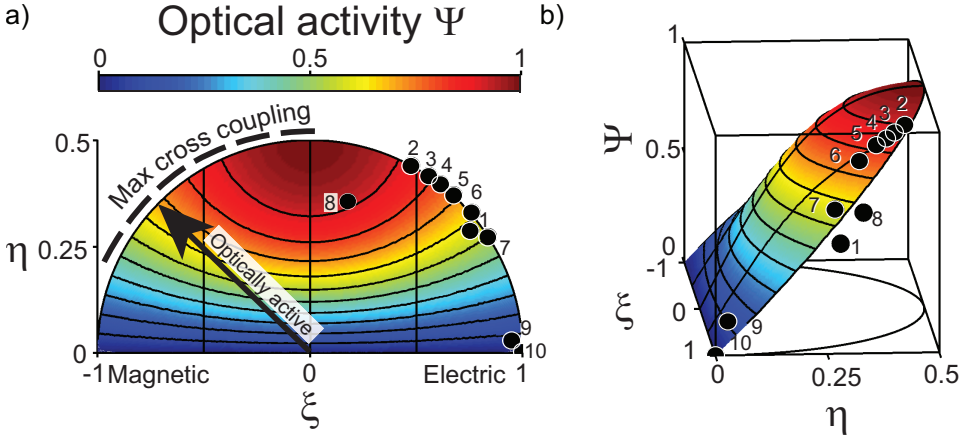 a)
Optical activity Ψ
0 0.5 1
Max cross coupling
Optically active
0.5
0.25
0
η
2
3
4
5
6
1
7
8
9
10
-1 Magnetic 0 Electric 1
ξ
b)
1
Ψ
0.5
0
-1
ξ
0
1
2
3
4
5
6
7
8
1
9
10
0 0.25 0.5
η